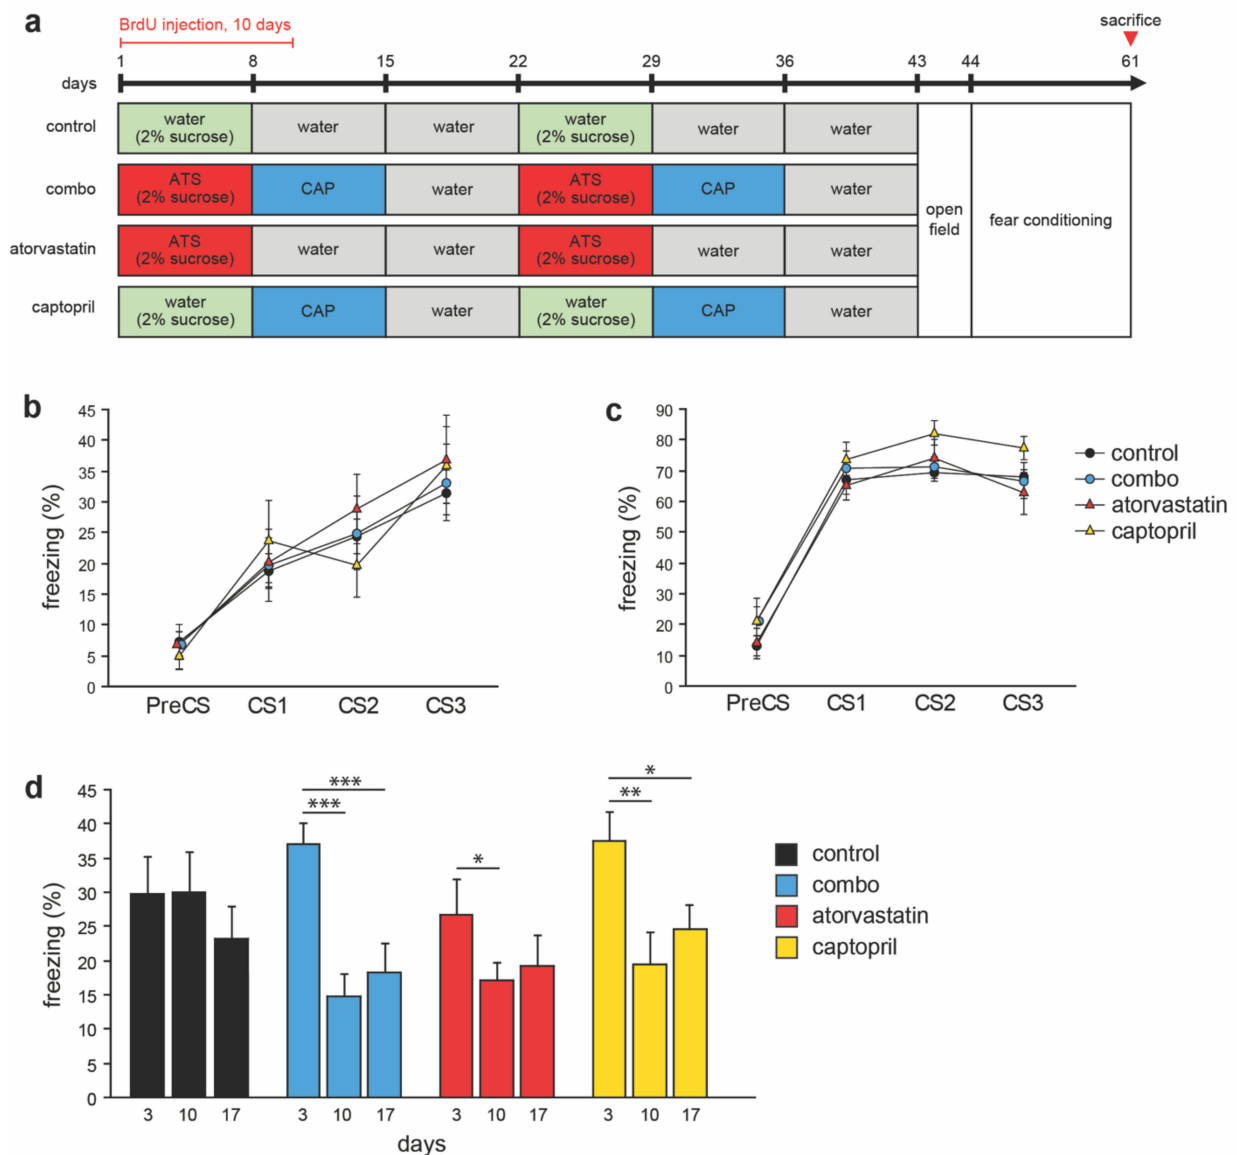 a
BrdU injection, 10 days
sacrifice
1 8 15 22 29 36 43 44 61
days
control
water
(2% sucrose)
water
water
water
(2% sucrose)
water
water
combo
ATS
(2% sucrose)
CAP
water
ATS
(2% sucrose)
CAP
water
atorvastatin
ATS
(2% sucrose)
water
water
ATS
(2% sucrose)
water
water
captopril
water
(2% sucrose)
CAP
water
water
(2% sucrose)
CAP
water
open
field
fear conditioning
b
freezing (%)
45
40
35
30
25
20
15
10
5
0
PreCS CS1 CS2 CS3
c
freezing (%)
90
80
70
60
50
40
30
20
10
0
PreCS CS1 CS2 CS3
control
combo
atorvastatin
captopril
d
freezing (%)
45
40
35
30
25
20
15
10
5
0
***
***
*
*
**
3 10 17 3 10 17 3 10 17 3 10 17
days
control
combo
atorvastatin
captopril